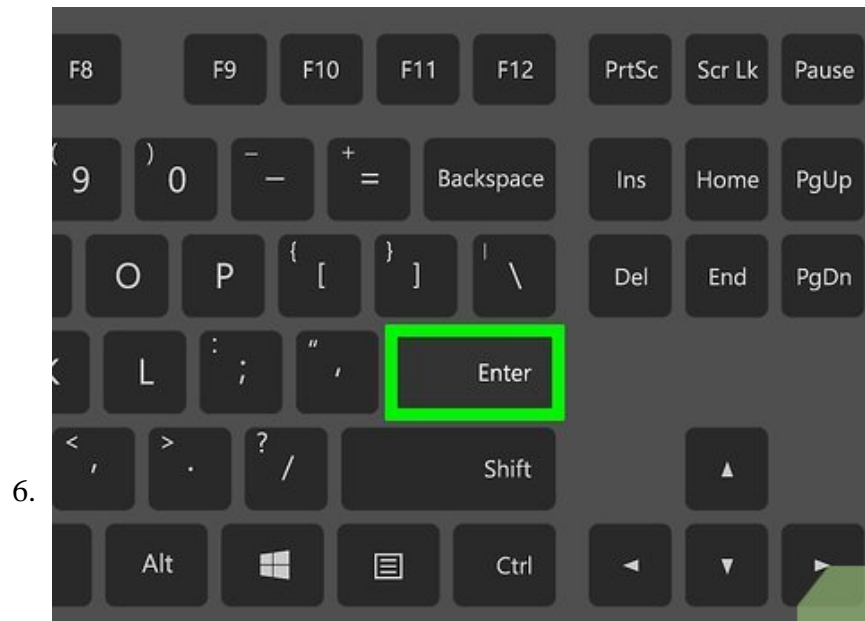 F8 F9 F10 F11 F12 PrtSc Scr Lk Pause
( 9 ) 0 _ - + = Backspace Ins Home PgUp
O P { [ } ] | \ Del End PgDn
L : ; " ' Enter
< , > . ? / Shift
6.
Alt Ctrl